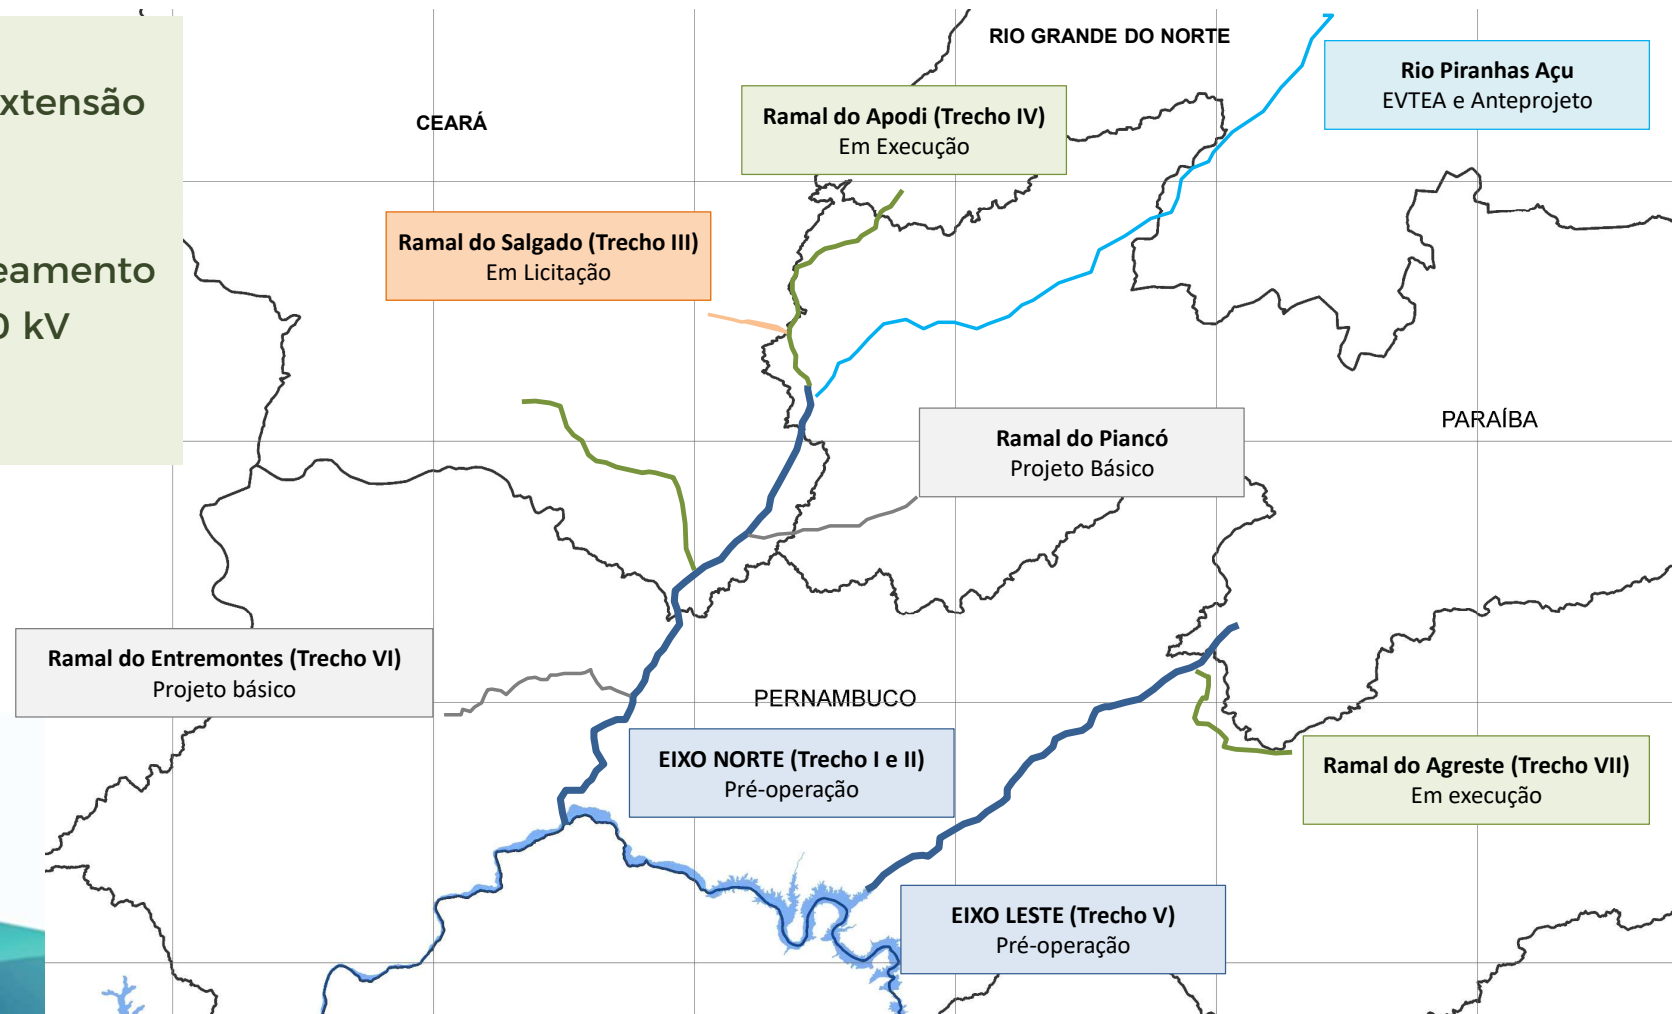 RIO GRANDE DO NORTE
Rio Piranhas Açu
EVTEA e Anteprojeto
xtensão
CEARÁ
Ramal do Apodi (Trecho IV)
Em Execução
Ramal do Salgado (Trecho III)
Em Licitação
eamento
0 kV
PARAÍBA
Ramal do Piancó
Projeto Básico
Ramal do Entremontes (Trecho VI)
Projeto básico
PERNAMBUCO
EIXO NORTE (Trecho I e II)
Pré-operação
Ramal do Agreste (Trecho VII)
Em execução
EIXO LESTE (Trecho V)
Pré-operação